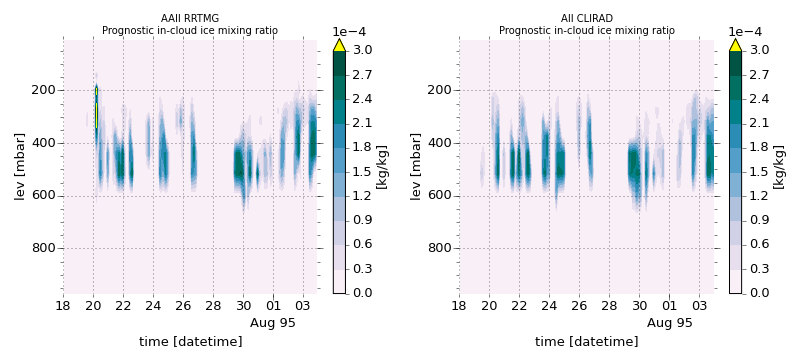 AAII RRTMG
Prognostic in-cloud ice mixing ratio
1e−4
3.0
2.7
2.4
2.1
1.8
1.5
1.2
0.9
0.6
0.3
0.0
[kg/kg]
200
400
600
800
lev [mbar]
18 20 22 24 26 28 30 01 03
Aug 95
time [datetime]
All CLIRAD
Prognostic in-cloud ice mixing ratio
1e−4
3.0
2.7
2.4
2.1
1.8
1.5
1.2
0.9
0.6
0.3
0.0
[kg/kg]
200
400
600
800
lev [mbar]
18 20 22 24 26 28 30 01 03
Aug 95
time [datetime]